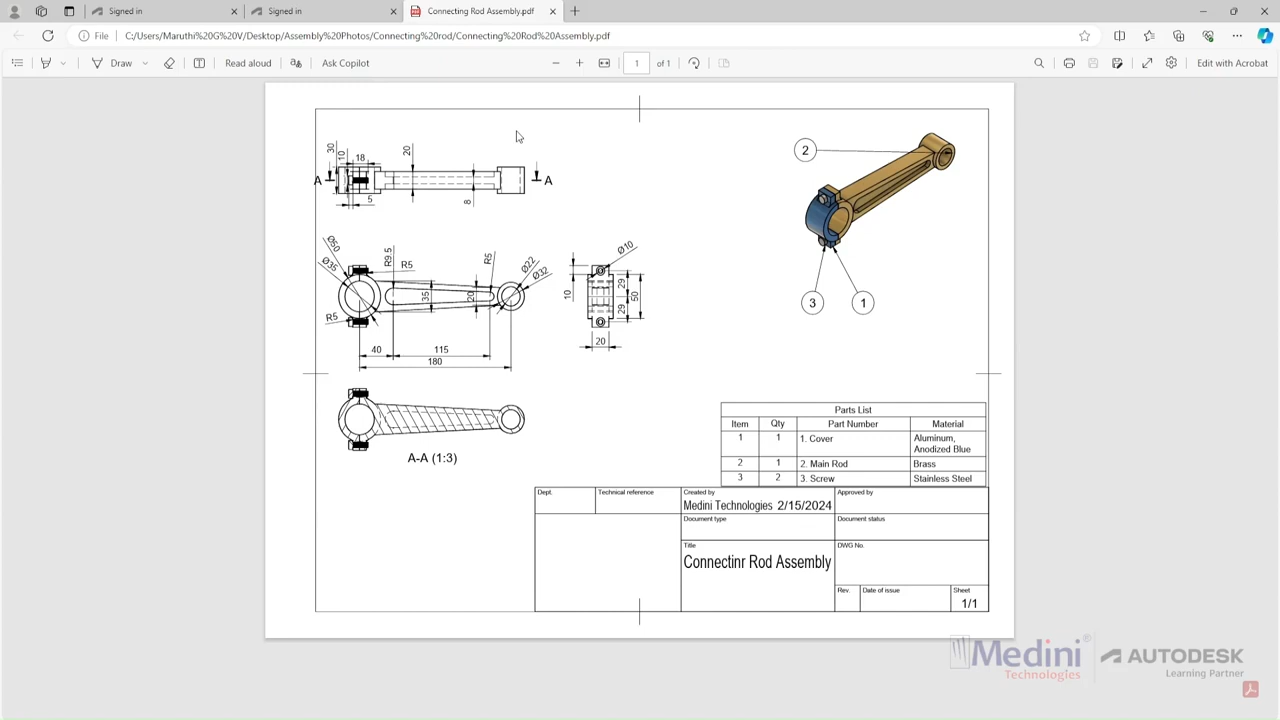 Signed in
Signed in
Connecting Rod Assembly.pdf
File
C:/Users/Maruthi%20G%20V/Desktop/Assembly%20Photos/Connecting%20rod/Connecting%20Rod%20Assembly.pdf
Draw
Read aloud
Ask Copilot
1
of 1
Edit with Acrobat
30
10
18
20
A
A
5
8
Ø50
Ø35
R9.5
R5
R5
Ø22
Ø32
35
20
R5
40
115
180
Ø10
10
29
29
60
20
A-A (1:3)
2
3
1
Parts List
Item Qty Part Number Material
1 1 1. Cover Aluminum,
Anodized Blue
2 1 2. Main Rod Brass
3 2 3. Screw Stainless Steel
Dept.
Technical reference
Created by
Approved by
Medini Technologies 2/15/2024
Document type
Document status
Title
DWG No.
Connectinr Rod Assembly
Rev.
Date of issue
Sheet
1/1
Medini®
Technologies
AUTODESK
Learning Partner